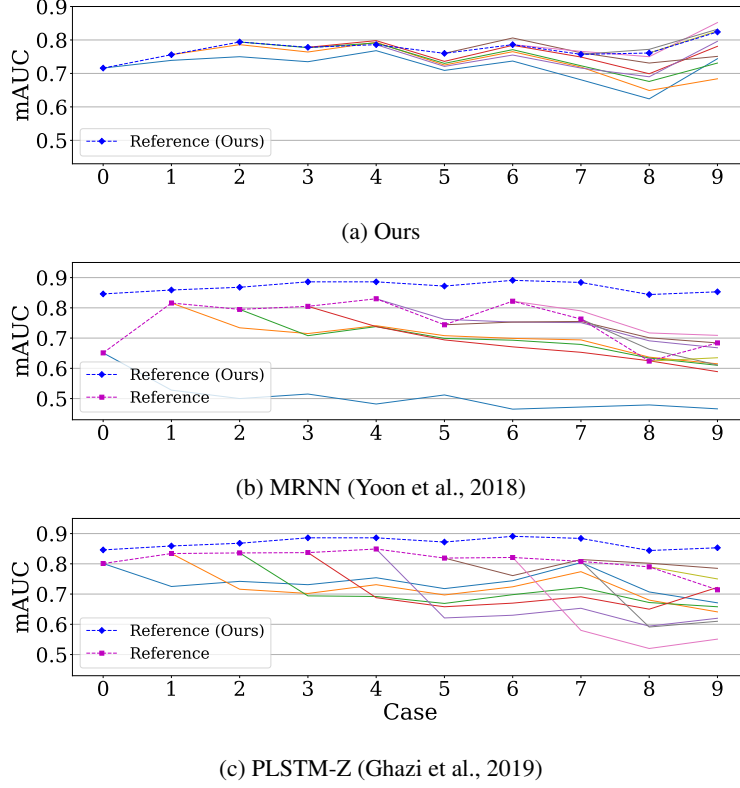 0.9
0.8
0.7
0.6
0.5
mAUC
Reference (Ours)
0 1 2 3 4 5 6 7 8 9
(a) Ours
0.9
0.8
0.7
0.6
0.5
mAUC
Reference (Ours)
Reference
0 1 2 3 4 5 6 7 8 9
(b) MRNN (Yoon et al., 2018)
0.9
0.8
0.7
0.6
0.5
mAUC
Reference (Ours)
Reference
0 1 2 3 4 5 6 7 8 9
Case
(c) PLSTM-Z (Ghazi et al., 2019)